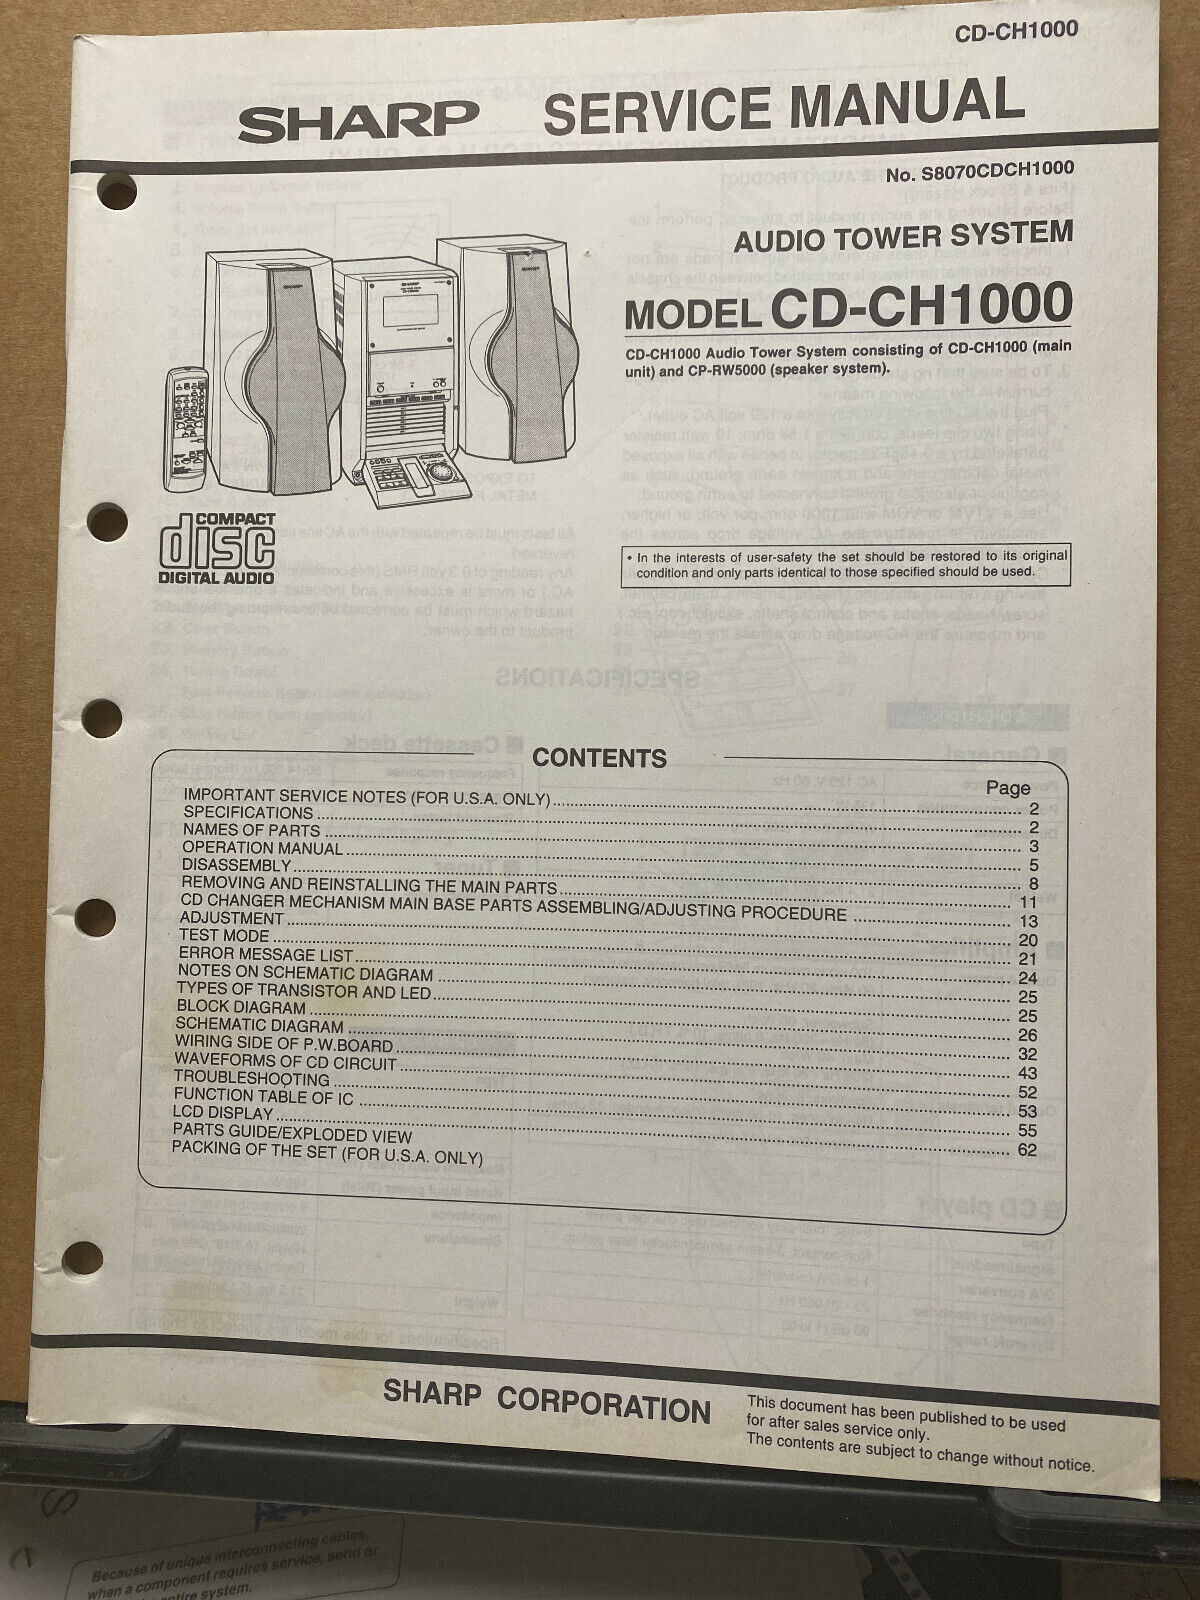 CD-CH1000
SHARP SERVICE MANUAL
No. S8070CDCH1000
AUDIO TOWER SYSTEM
MODEL CD-CH1000
CD-CH1000 Audio Tower System consisting of CD-CH1000 (main
unit) and CP-RW5000 (speaker system).
SHARP
SHARP
SHARP
COMPACT
disc
DIGITAL AUDIO
• In the interests of user-safety the set should be restored to its original
condition and only parts identical to those specified should be used.
CONTENTS
Page
IMPORTANT SERVICE NOTES (FOR U.S.A. ONLY) 2
SPECIFICATIONS 2
NAMES OF PARTS 3
OPERATION MANUAL 5
DISASSEMBLY 8
REMOVING AND REINSTALLING THE MAIN PARTS 11
CD CHANGER MECHANISM MAIN BASE PARTS ASSEMBLING/ADJUSTING PROCEDURE 13
ADJUSTMENT 20
TEST MODE 21
ERROR MESSAGE LIST 24
NOTES ON SCHEMATIC DIAGRAM 25
TYPES OF TRANSISTOR AND LED 25
BLOCK DIAGRAM 26
SCHEMATIC DIAGRAM 32
WIRING SIDE OF P.W.BOARD 43
WAVEFORMS OF CD CIRCUIT 52
TROUBLESHOOTING 53
FUNCTION TABLE OF IC 55
LCD DISPLAY 62
PARTS GUIDE/EXPLODED VIEW
PACKING OF THE SET (FOR U.S.A. ONLY)
SHARP CORPORATION
This document has been published to be used
for after sales service only.
The contents are subject to change without notice.
Because of unique interconnecting cables,
when a component requires service, send or
entire system.